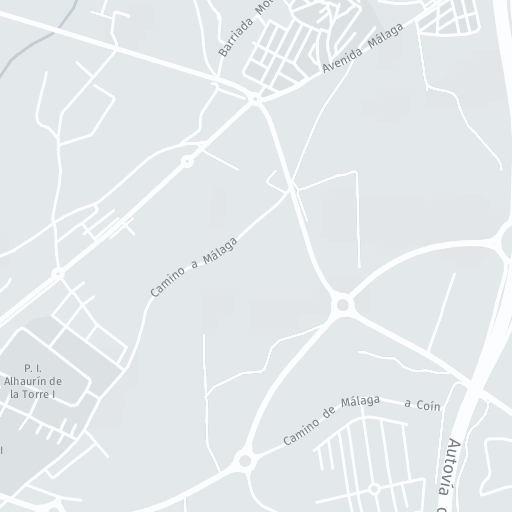 Barriada Mo
Avenida Málaga
Camino a Málaga
P. I.
Alhaurín de
la Torre I
I
Camino de Málaga a Coín
Autovía